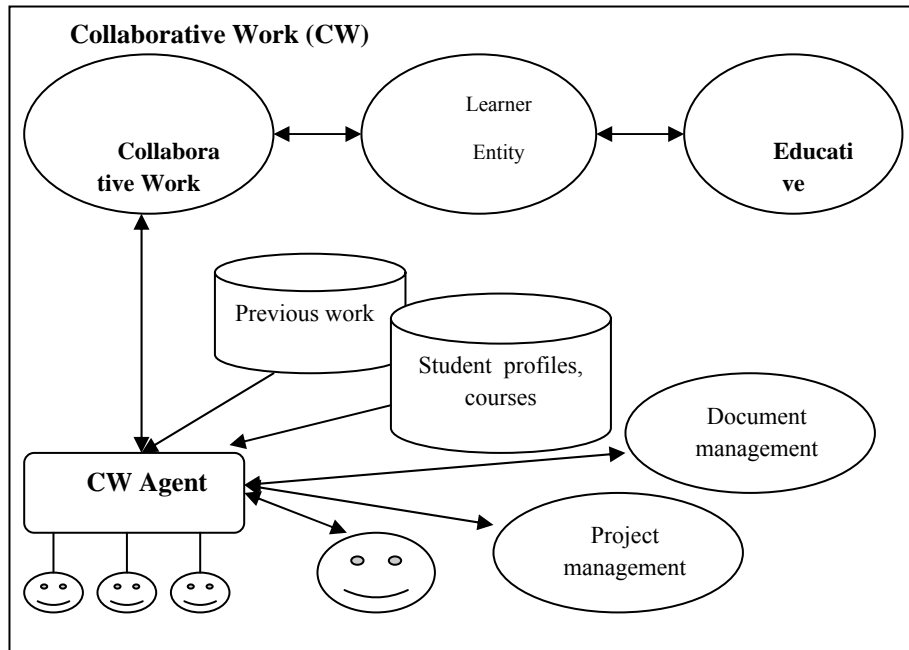 Collaborative Work (CW)
Collabora
tive Work
Learner
Entity
Educati
ve
Previous work
Student profiles,
courses
Document
management
CW Agent
Project
management